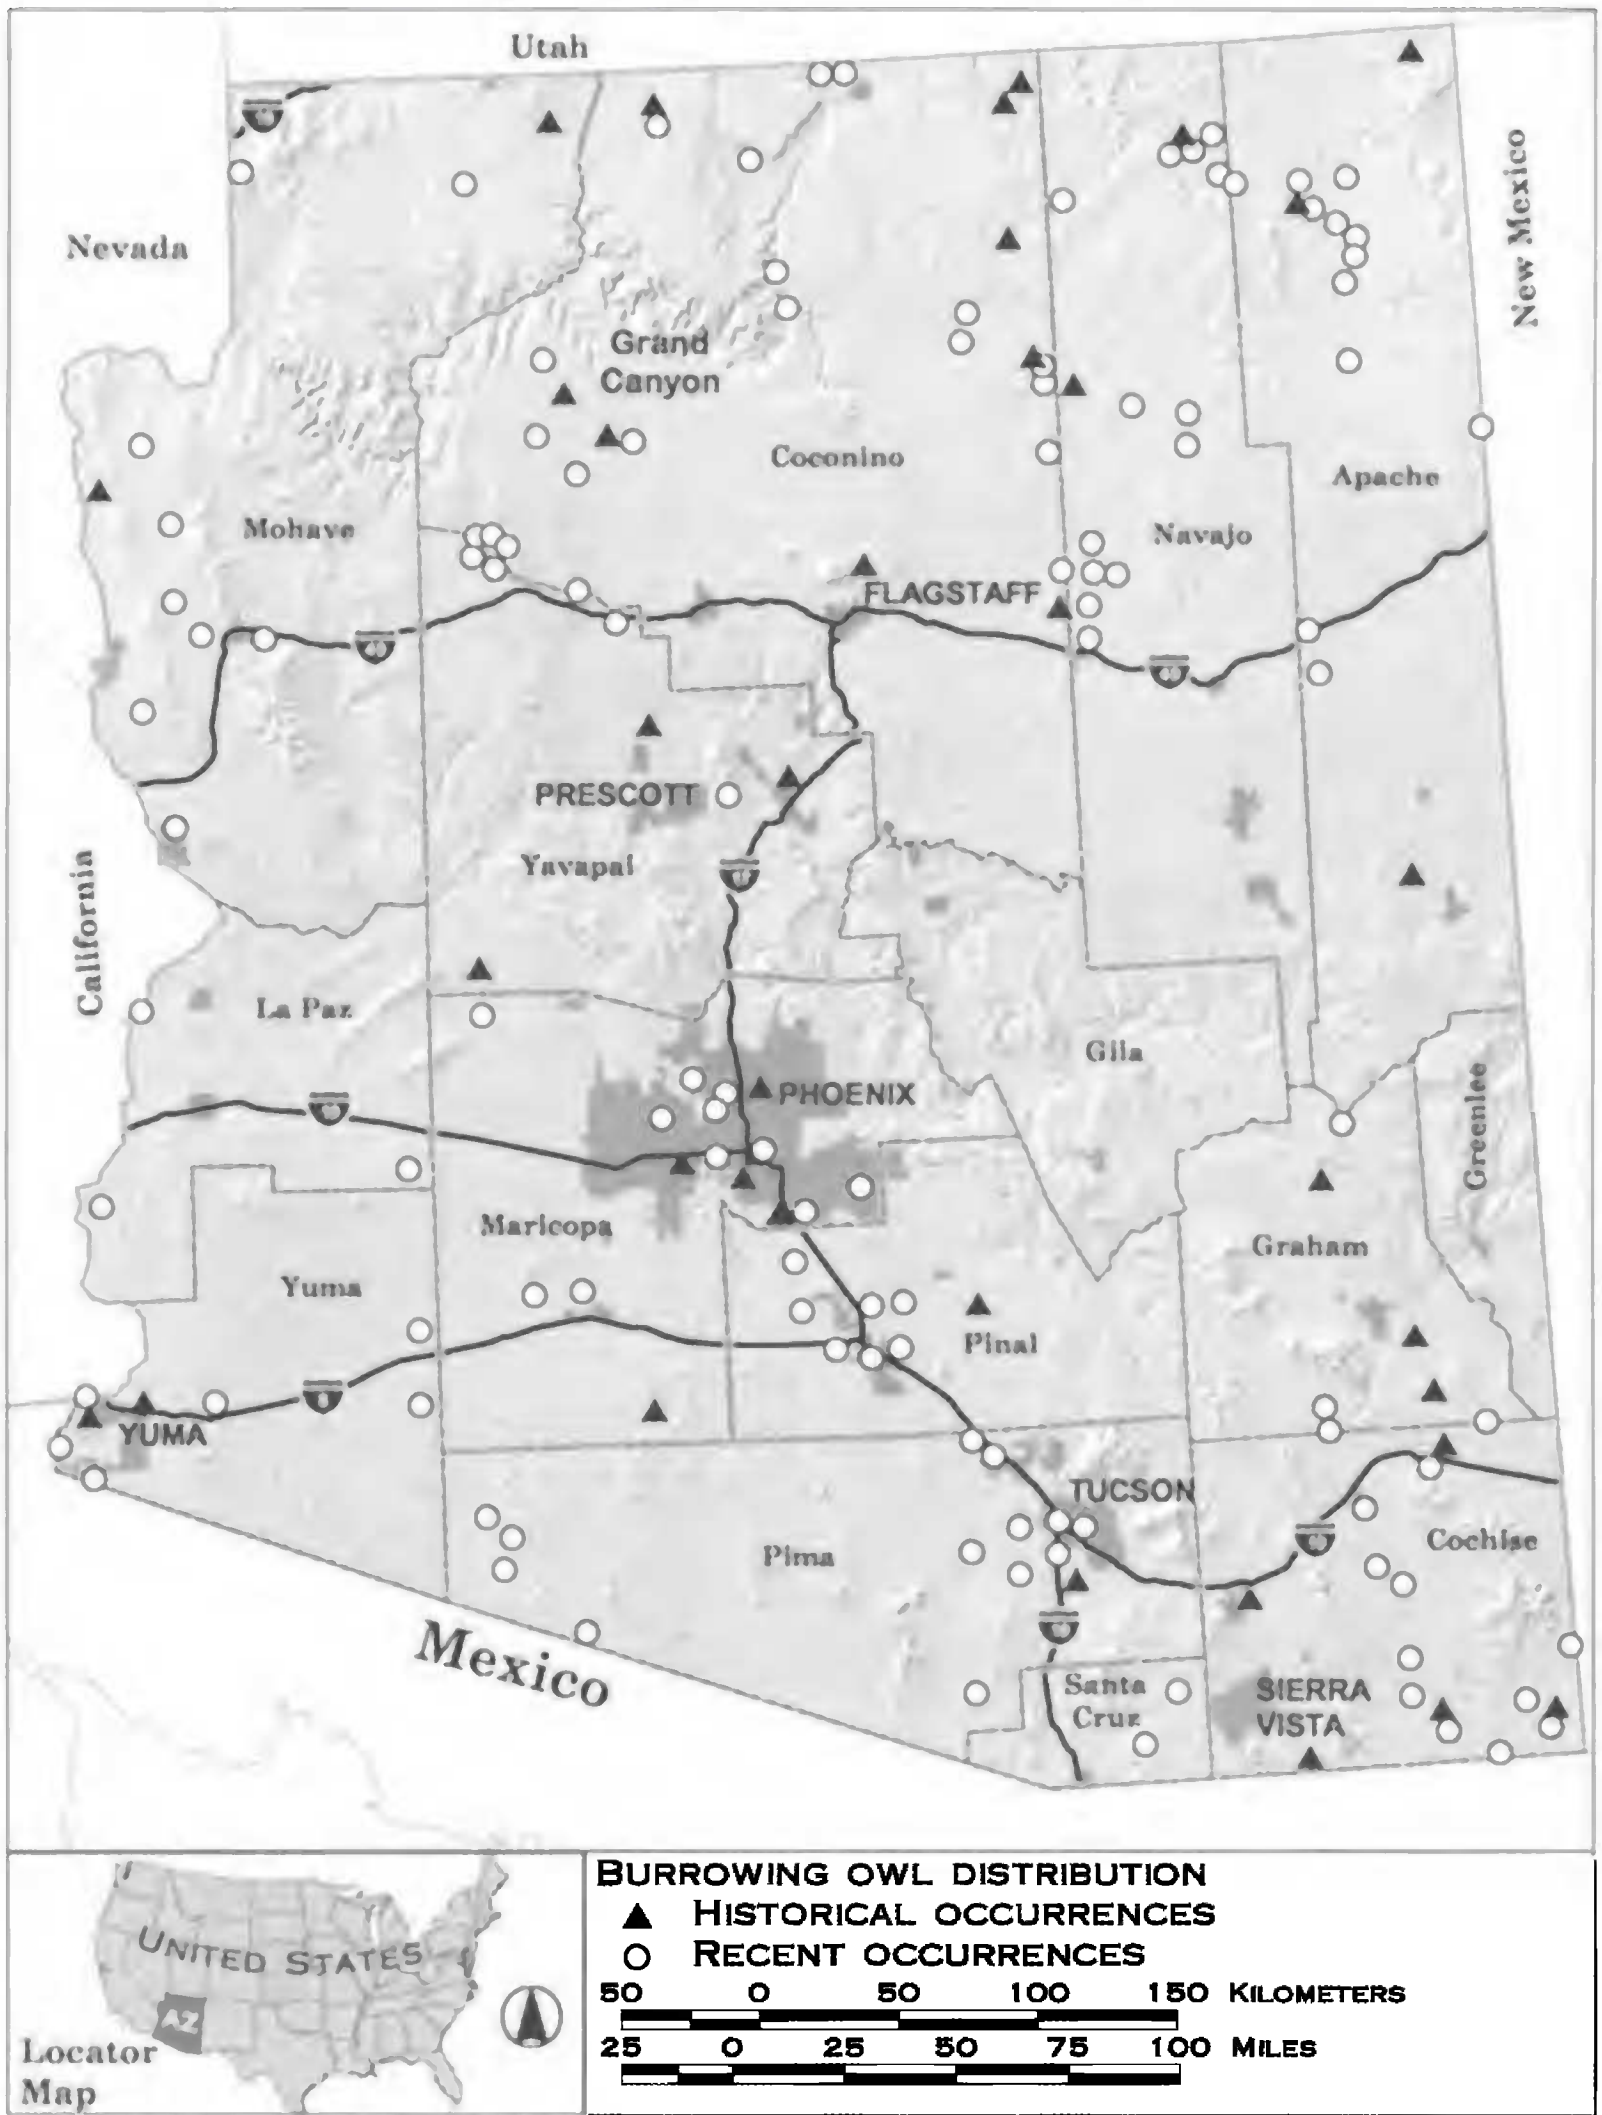 Utah
Nevada
New Mexico
Grand
Canyon
Coconino
Apache
Mohave
Navajo
FLAGSTAFF
PRESCOTT
Yavapai
California
La Paz
Gila
PHOENIX
Greenlee
Maricopa
Graham
Yuma
Pinal
YUMA
TUCSON
Pima
Cochise
Mexico
Santa
Cruz
SIERRA
VISTA
UNITED STATES
AZ
Locator
Map
BURROWING OWL DISTRIBUTION
HISTORICAL OCCURRENCES
RECENT OCCURRENCES
50 0 50 100 150 KILOMETERS
25 0 25 50 75 100 MILES